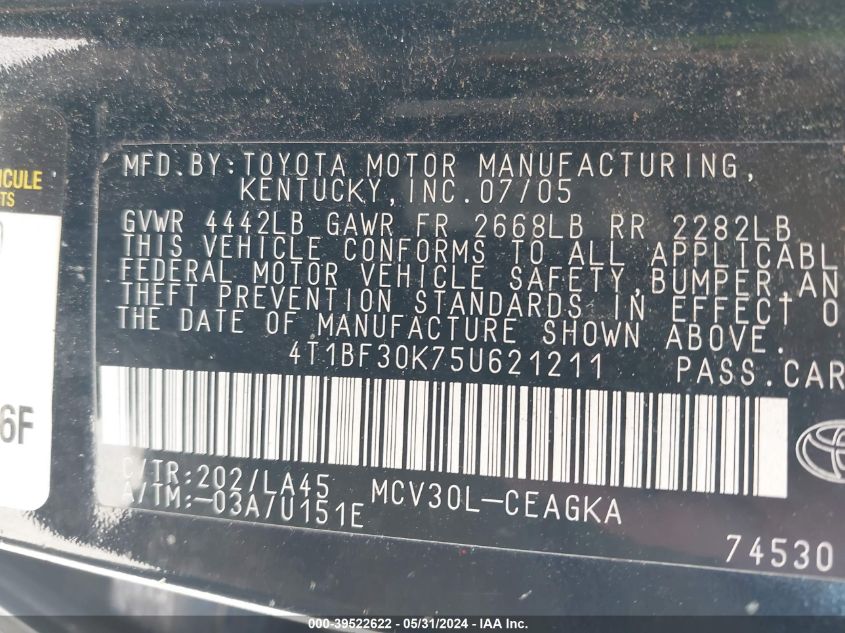 ICULE
TS
6F
MFD.BY:TOYOTA MOTOR MANUFACTURING,
KENTUCKY,INC.07/05
GVWR 4442LB GAWR FR 2668LB RR 2282LB
THIS VEHICLE CONFORMS TO ALL APPLICABL
FEDERAL MOTOR VEHICLE SAFETY,BUMPER AN
THEFT PREVENTION STANDARDS IN EFFECT O
THE DATE OF MANUFACTURE SHOWN ABOVE.
4T1BF30K75U621211 PASS.CAR
C/TR:202/LA45 MCV30L-CEAGKA
A/TM:-03A/U151E
74530
000-39522622 - 05/31/2024 - IAA Inc.